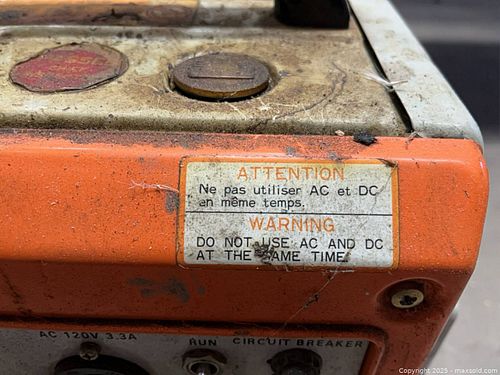 ATTENTION
Ne pas utiliser AC et DC
en même temps.
WARNING
DO NOT USE AC AND DC
AT THE SAME TIME.
AC 120V 3.3A
RUN CIRCUIT BREAKER
Copyright © 2025 - maxsold.com